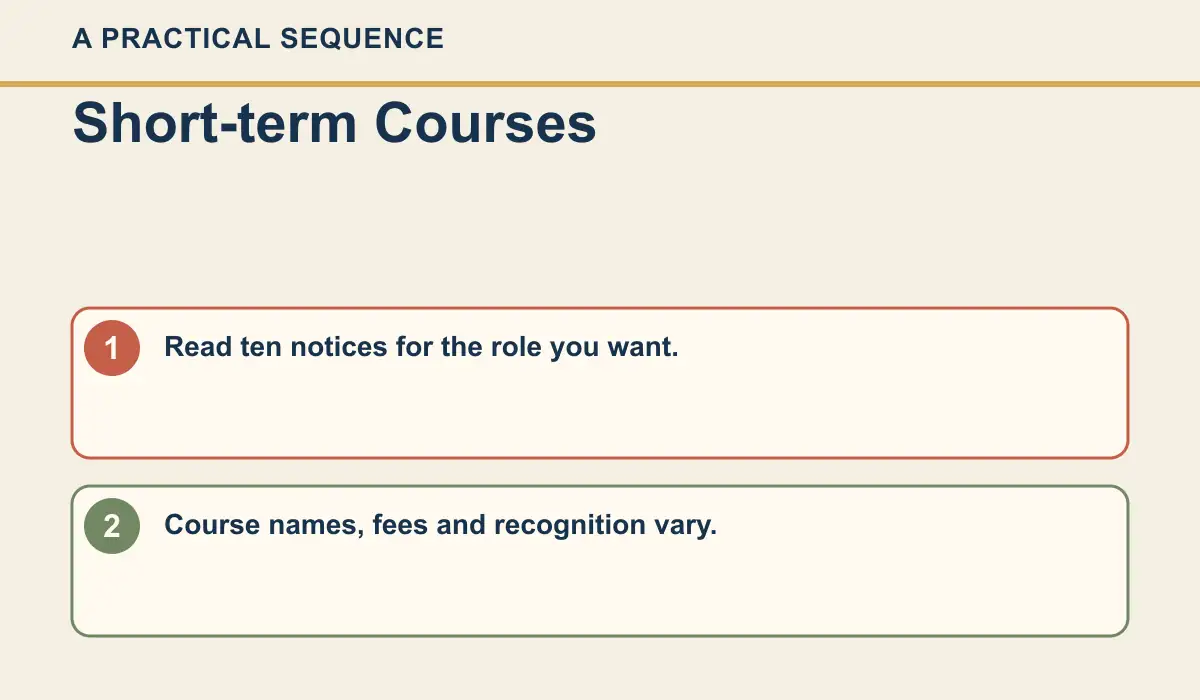 A PRACTICAL SEQUENCE
Short-term Courses
1
Read ten notices for the role you want.
2
Course names, fees and recognition vary.